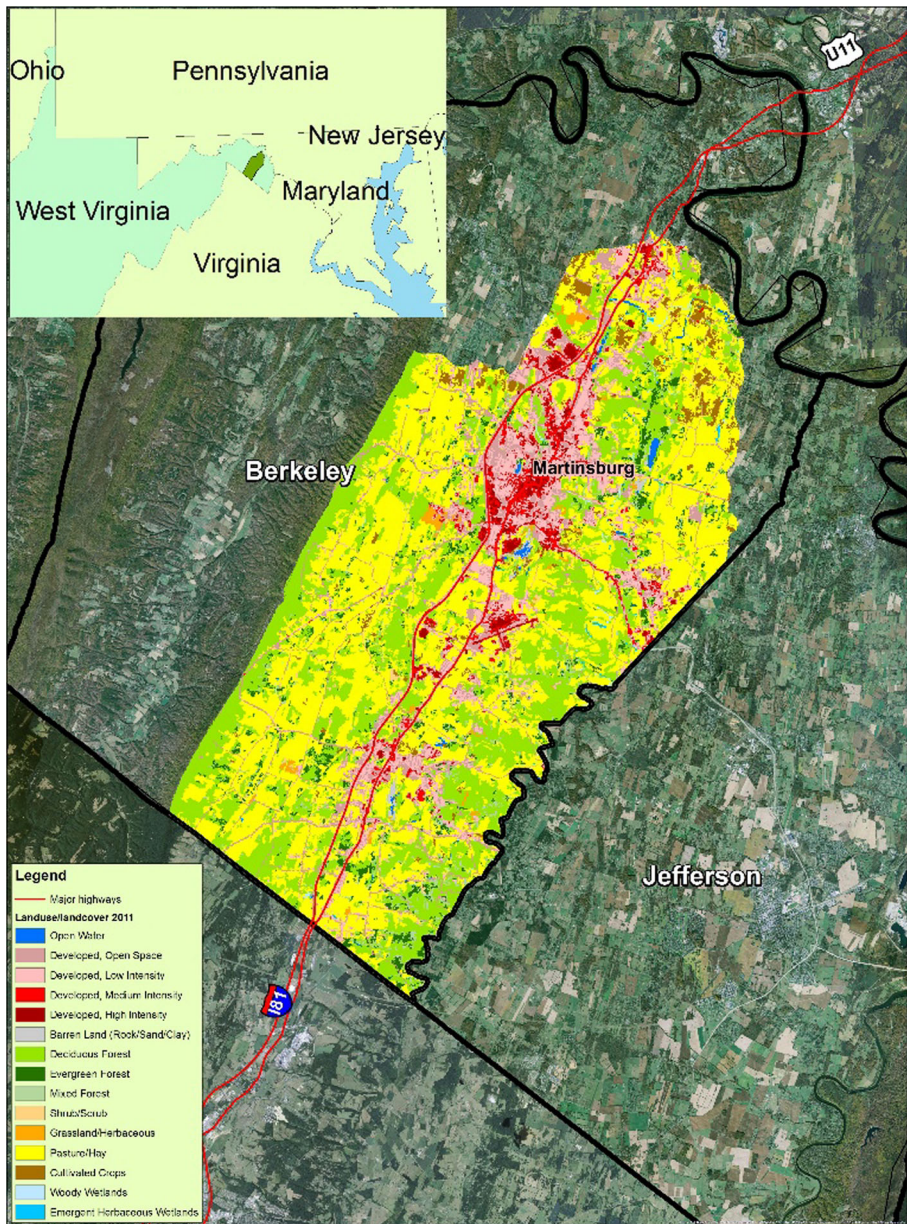 Ohio
Pennsylvania
New Jersey
West Virginia
Maryland
Virginia
U11
Berkeley
Martinsburg
Jefferson
I81
Legend
Major highways
Landuse/landcover 2011
Open Water
Developed, Open Space
Developed, Low Intensity
Developed, Medium Intensity
Developed, High Intensity
Barren Land (Rock/Sand/Clay)
Deciduous Forest
Evergreen Forest
Mixed Forest
Shrub/Scrub
Grassland/Herbaceous
Pasture/Hay
Cultivated Crops
Woody Wetlands
Emergent Herbaceous Wetlands